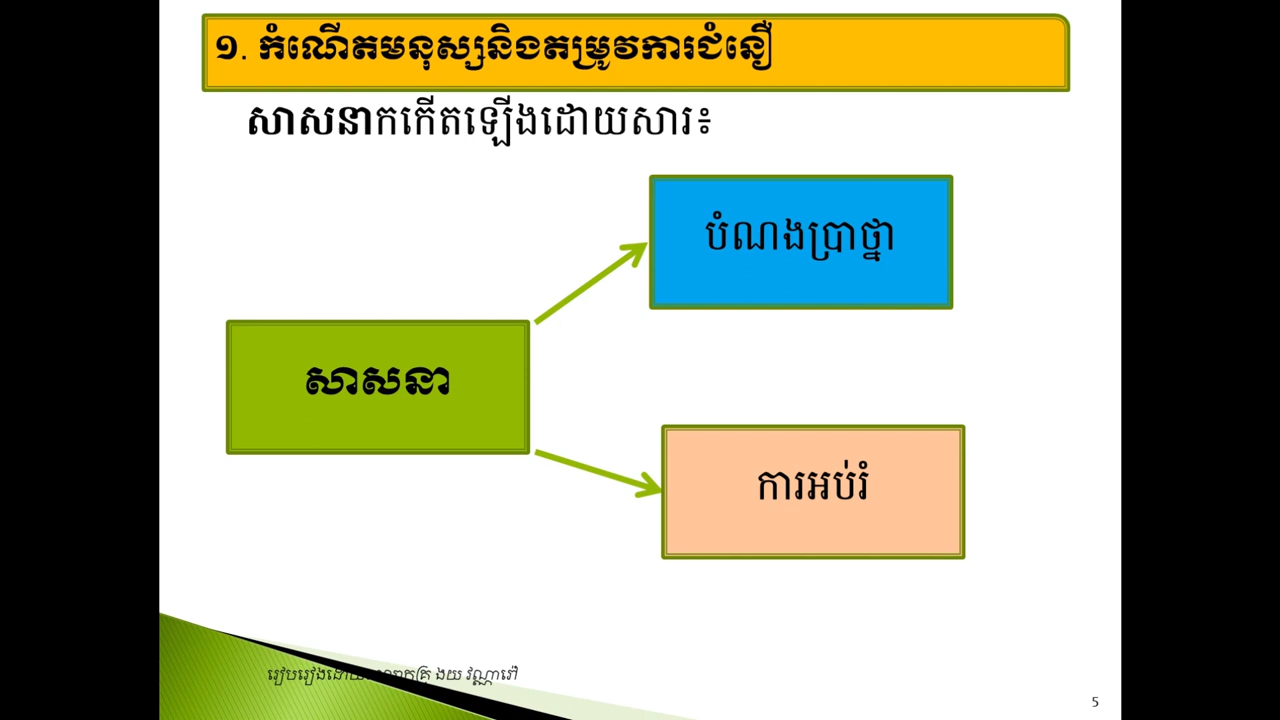 ១. កំណើតមនុស្សនិងតម្រូវការជំនឿ
សាសនាកកើតឡើងដោយសារ៖
បំណងប្រាថ្នា
សាសនា
ការអប់រំ
រៀបរៀងដោយ ងយ វណ្ណាវៅ
5